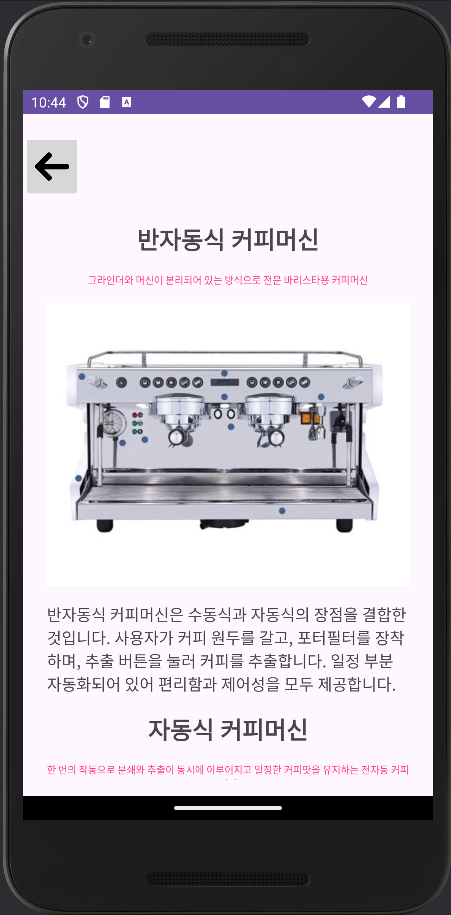 10:44
반자동식 커피머신
그라인더와 머신이 분리되어 있는 방식으로 전문 바리스타용 커피머신
반자동식 커피머신은 수동식과 자동식의 장점을 결합한
것입니다. 사용자가 커피 원두를 갈고, 포터필터를 장착
하며, 추출 버튼을 눌러 커피를 추출합니다. 일정 부분
자동화되어 있어 편리함과 제어성을 모두 제공합니다.
자동식 커피머신
한 번의 작동으로 분쇄와 추출이 동시에 이루어지고 일정한 커피맛을 유지하는 전자동 커피